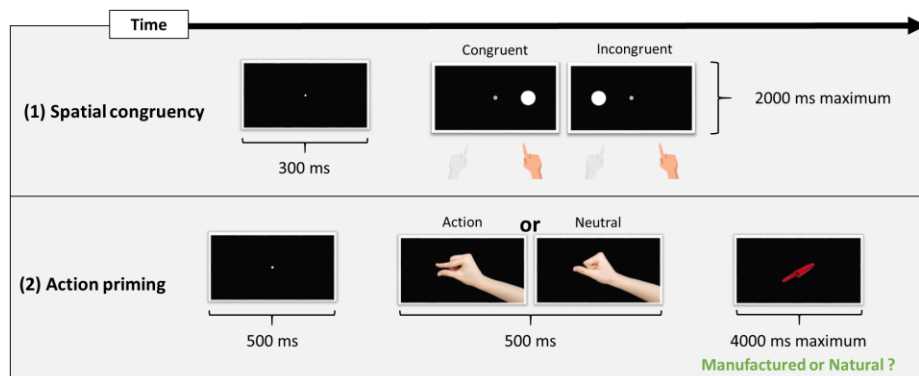 Time
Congruent
Incongruent
(1) Spatial congruency
2000 ms maximum
300 ms
Action
or
Neutral
(2) Action priming
500 ms
500 ms
4000 ms maximum
Manufactured or Natural ?